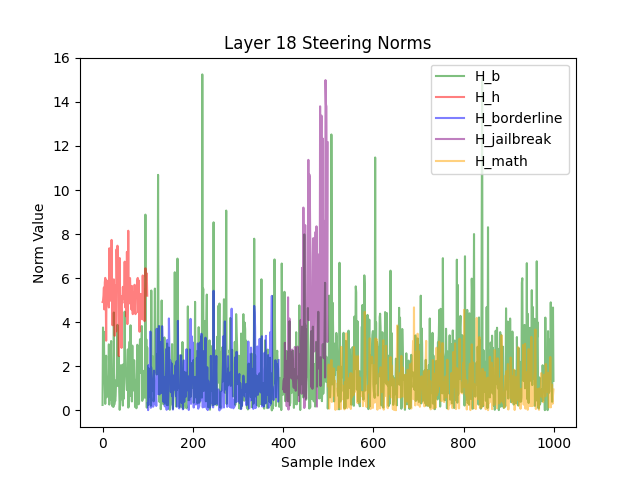 Layer 18 Steering Norms
16
14
12
10
8
6
4
2
0
Norm Value
H_b
H_h
H_borderline
H_jailbreak
H_math
0
200
400
600
800
1000
Sample Index